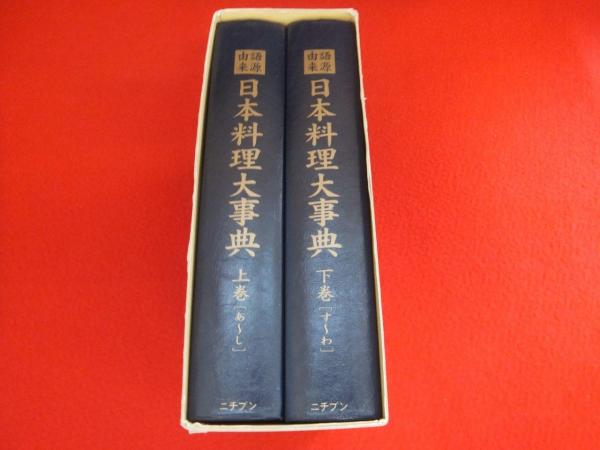 語源
由来
日本料理大事典
上巻［あ〜し］
ニチブン
語源
由来
日本料理大事典
下巻［す〜わ］
ニチブン